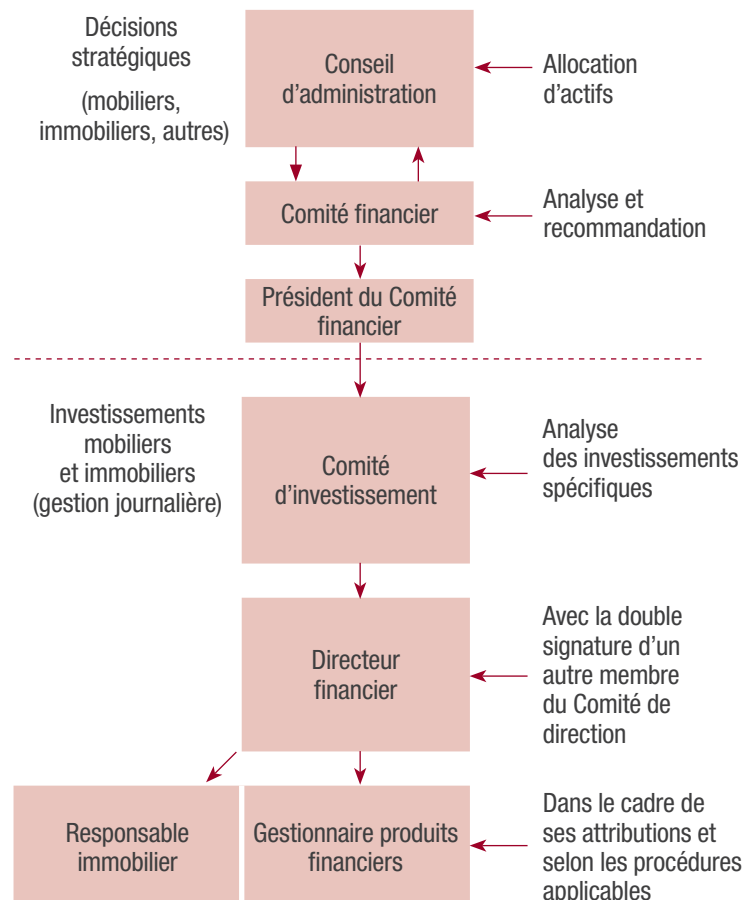 Décisions
stratégiques
(mobiliers,
immobiliers, autres)
Conseil
d'administration
Allocation
d'actifs
Comité financier
Analyse et
recommandation
Président du Comité
financier
Investissements
mobiliers
et immobiliers
(gestion journalière)
Comité
d'investissement
Analyse
des investissements
spécifiques
Directeur
financier
Avec la double
signature d'un
autre membre
du Comité de
direction
Responsable
immobilier
Gestionnaire produits
financiers
Dans le cadre de
ses attributions et
selon les procédures
applicables